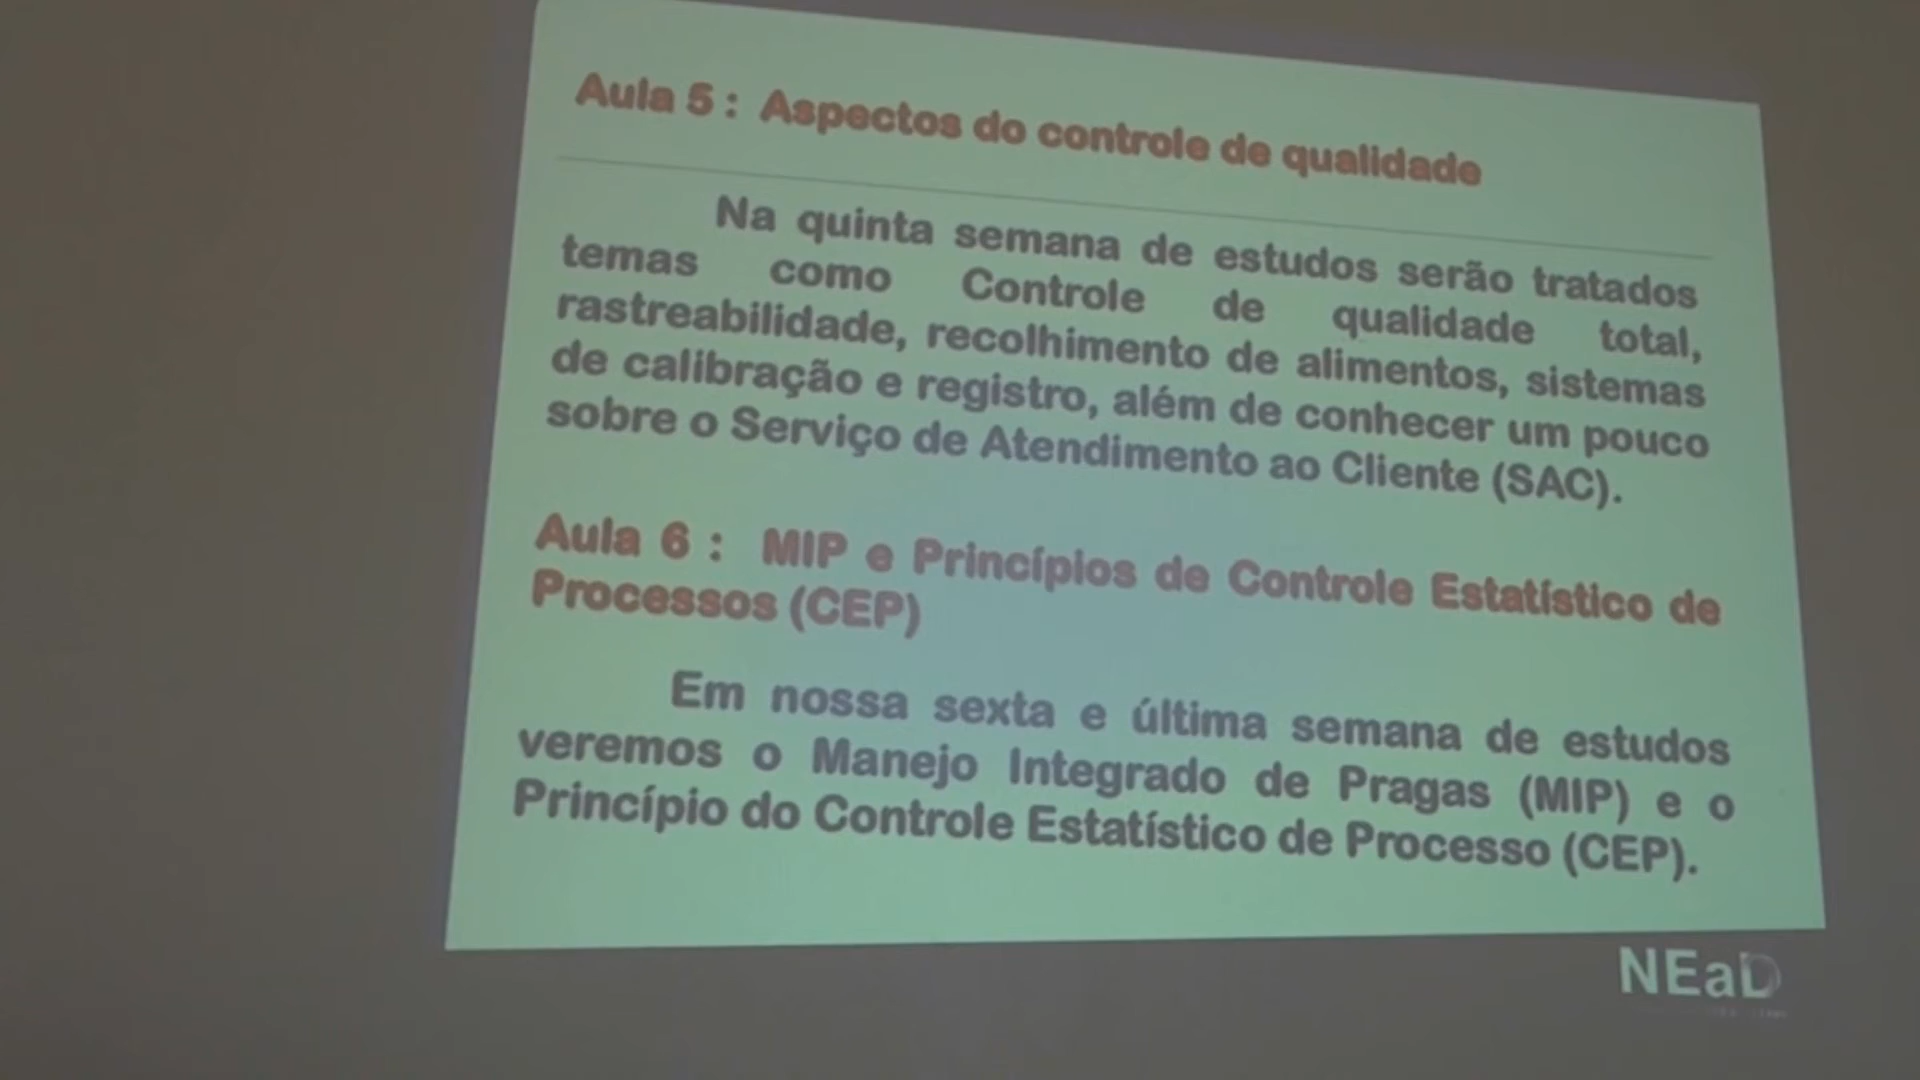 Aula 5 : Aspectos do controle de qualidade
Na quinta semana de estudos serão tratados
temas como Controle de qualidade total,
rastreabilidade, recolhimento de alimentos, sistemas
de calibração e registro, além de conhecer um pouco
sobre o Serviço de Atendimento ao Cliente (SAC).
Aula 6 : MIP e Princípios de Controle Estatístico de
Processos (CEP)
Em nossa sexta e última semana de estudos
veremos o Manejo Integrado de Pragas (MIP) e o
Princípio do Controle Estatístico de Processo (CEP).
NEaD